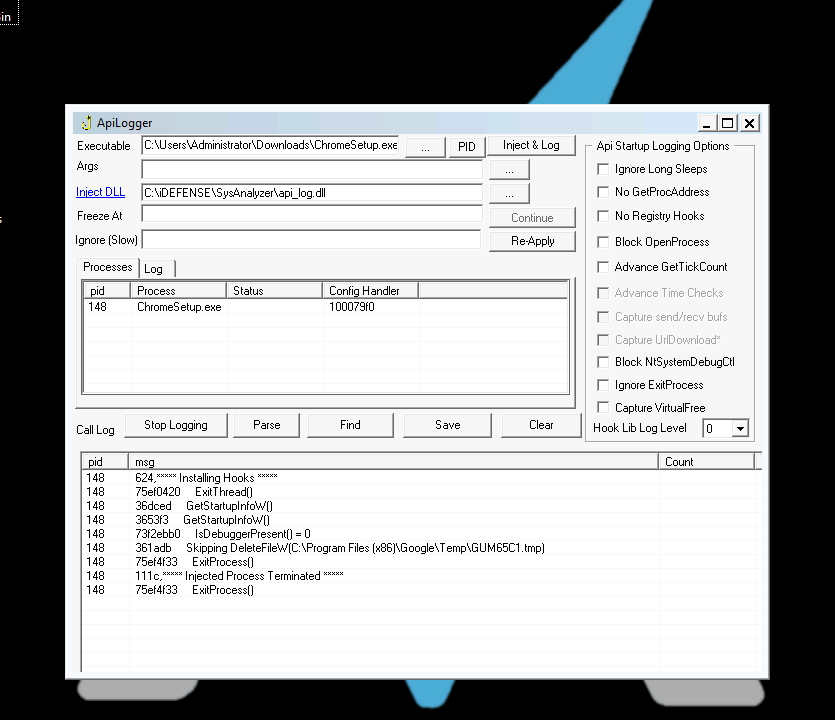 in
s
ApiLogger
Executable C:\Users\Administrator\Downloads\ChromeSetup.exe ... PID Inject & Log
Args ...
Inject DLL C:\iDEFENSE\SysAnalyzer\api_log.dll ...
Freeze At Continue
Ignore (Slow) Re-Apply
Processes Log
pid Process Status Config Handler
148 ChromeSetup.exe 100079f0
Api Startup Logging Options
Ignore Long Sleeps
No GetProcAddress
No Registry Hooks
Block OpenProcess
Advance GetTickCount
Advance Time Checks
Capture send/recv bufs
Capture UrlDownload*
Block NtSystemDebugCtl
Ignore ExitProcess
Capture VirtualFree
Hook Lib Log Level 0
Call Log Stop Logging Parse Find Save Clear
pid msg Count
148 624,***** Installing Hooks *****
148 75ef0420 ExitThread()
148 36dced GetStartupInfoW()
148 3653f3 GetStartupInfoW()
148 73f2ebb0 IsDebuggerPresent() = 0
148 361adb Skipping DeleteFileW(C:\Program Files (x86)\Google\Temp\GUM65C1.tmp)
148 75ef4f33 ExitProcess()
148 111c,***** Injected Process Terminated *****
148 75ef4f33 ExitProcess()